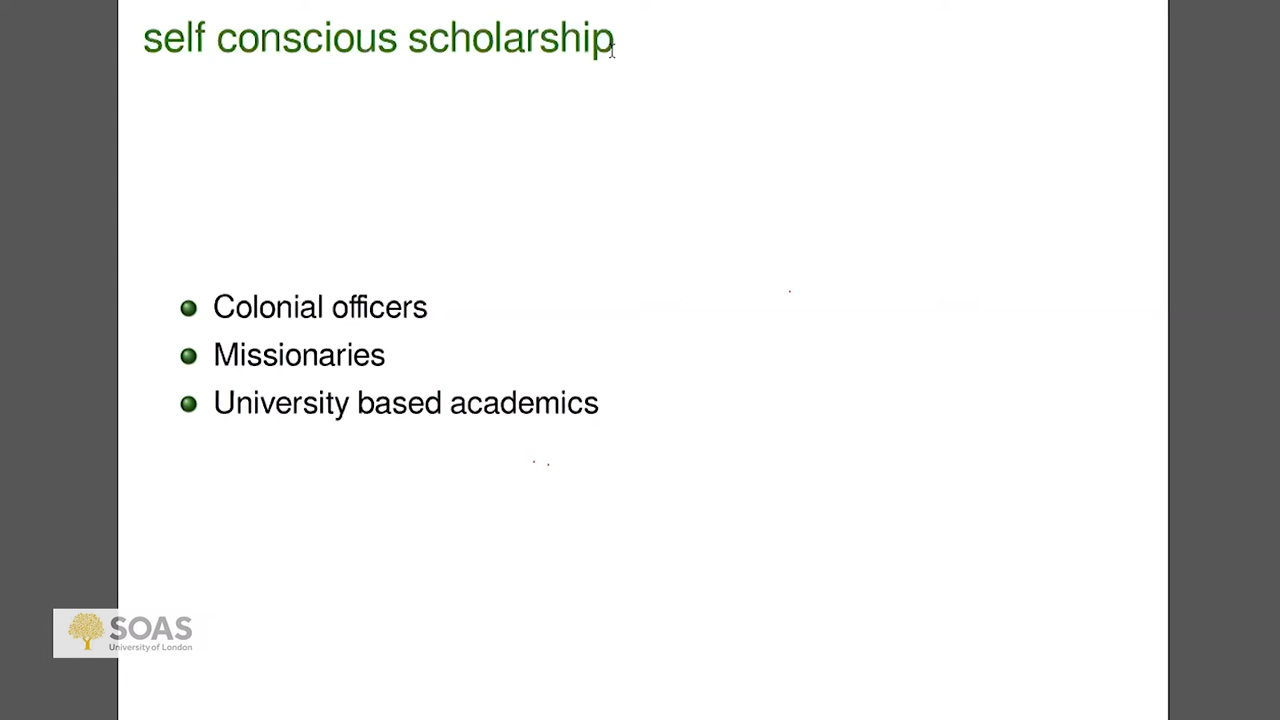 self conscious scholarship
Colonial officers
Missionaries
University based academics
SOAS
University of London